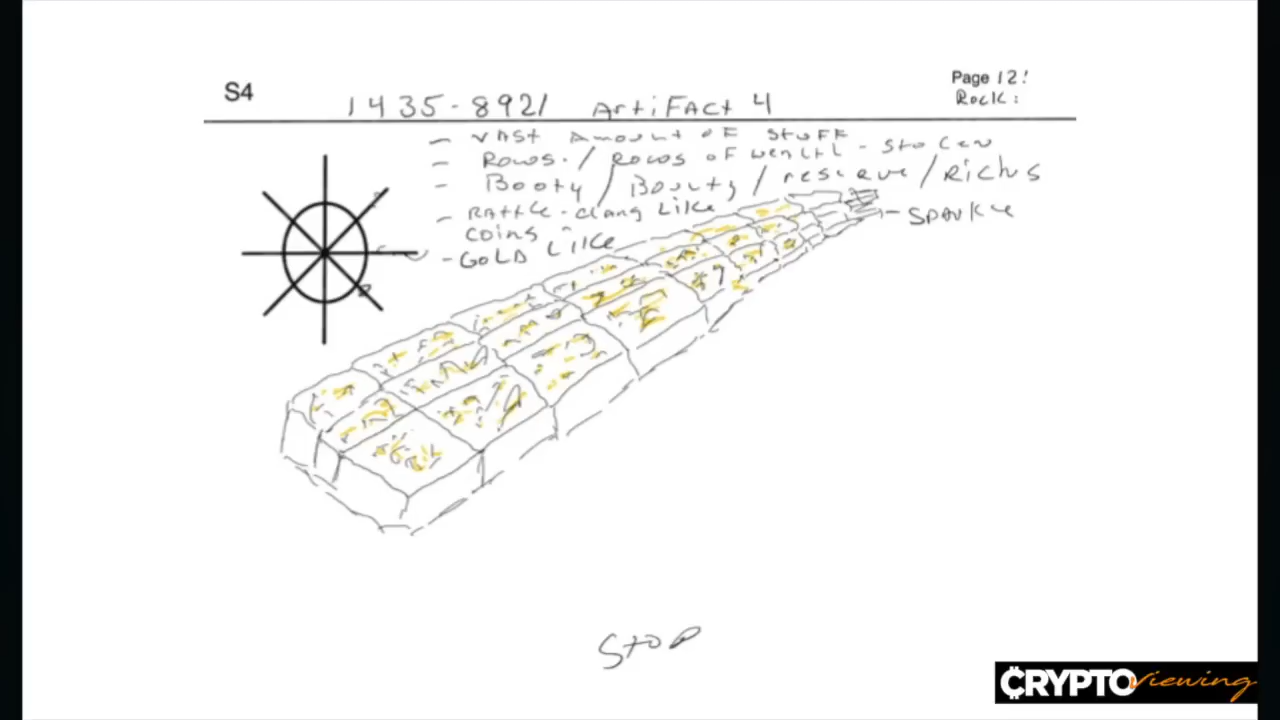 S4
1435-8921 ArtiFAct 4
Page 12!
Rock:
- VAST Amount OF STUFF
- ROWS./ROWS OF WEALTH - Stolen
- Booty/Bounty/reserve/Riches
- RATTLE-clang Like
coins
- GOLD LIKE
- SPARKLE
STOP
CRYPTOviewing